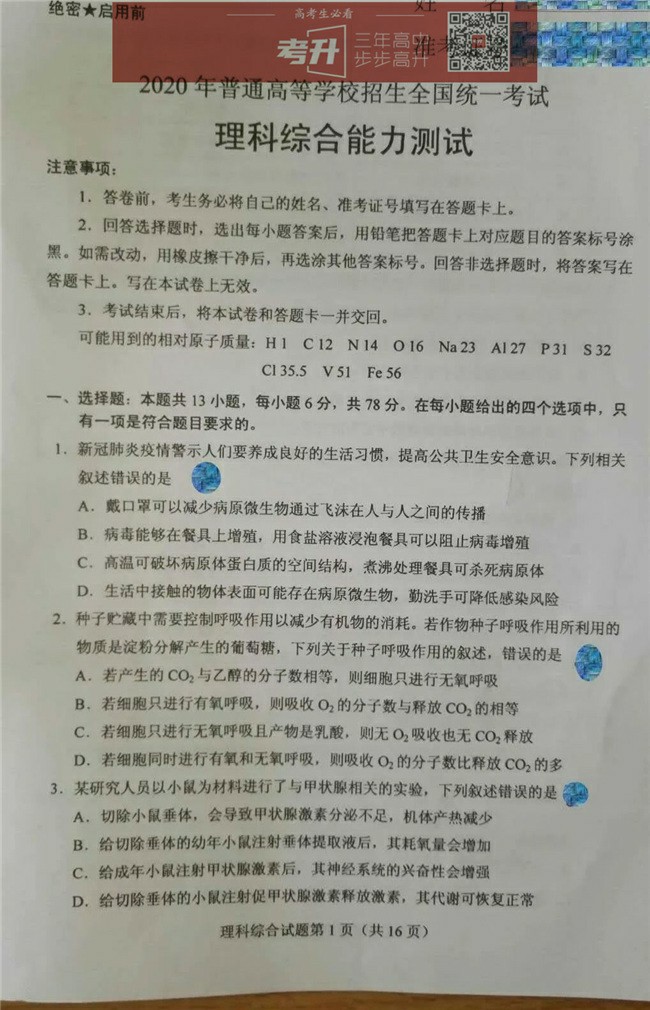 绝密★启用前
高考生必看
考升
三年高中
步步高升
姓 名
准考
2020 年普通高等学校招生全国统一考试
理科综合能力测试
注意事项：
1．答卷前，考生务必将自己的姓名、准考证号填写在答题卡上。
2．回答选择题时，选出每小题答案后，用铅笔把答题卡上对应题目的答案标号涂
黑。如需改动，用橡皮擦干净后，再选涂其他答案标号。回答非选择题时，将答案写在
答题卡上。写在本试卷上无效。
3．考试结束后，将本试卷和答题卡一并交回。
可能用到的相对原子质量：H 1 C 12 N 14 O 16 Na 23 Al 27 P 31 S 32
Cl 35.5 V 51 Fe 56
一、选择题：本题共 13 小题，每小题 6 分，共 78 分。在每小题给出的四个选项中，只
有一项是符合题目要求的。
1．新冠肺炎疫情警示人们要养成良好的生活习惯，提高公共卫生安全意识。下列相关
叙述错误的是
A．戴口罩可以减少病原微生物通过飞沫在人与人之间的传播
B．病毒能够在餐具上增殖，用食盐溶液浸泡餐具可以阻止病毒增殖
C．高温可破坏病原体蛋白质的空间结构，煮沸处理餐具可杀死病原体
D．生活中接触的物体表面可能存在病原微生物，勤洗手可降低感染风险
2．种子贮藏中需要控制呼吸作用以减少有机物的消耗。若作物种子呼吸作用所利用的
物质是淀粉分解产生的葡萄糖，下列关于种子呼吸作用的叙述，错误的是
A．若产生的 CO₂ 与乙醇的分子数相等，则细胞只进行无氧呼吸
B．若细胞只进行有氧呼吸，则吸收 O₂ 的分子数与释放 CO₂ 的相等
C．若细胞只进行无氧呼吸且产物是乳酸，则无 O₂ 吸收也无 CO₂ 释放
D．若细胞同时进行有氧和无氧呼吸，则吸收 O₂ 的分子数比释放 CO₂ 的多
3．某研究人员以小鼠为材料进行了与甲状腺相关的实验，下列叙述错误的是
A．切除小鼠垂体，会导致甲状腺激素分泌不足，机体产热减少
B．给切除垂体的幼年小鼠注射垂体提取液后，其耗氧量会增加
C．给成年小鼠注射甲状腺激素后，其神经系统的兴奋性会增强
D．给切除垂体的小鼠注射促甲状腺激素释放激素，其代谢可恢复正常
理科综合试题第 1 页（共 16 页）